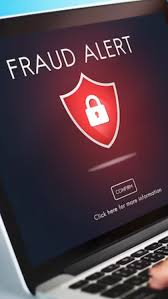 FRAUD ALERT
CONFIRM
Click here for more information